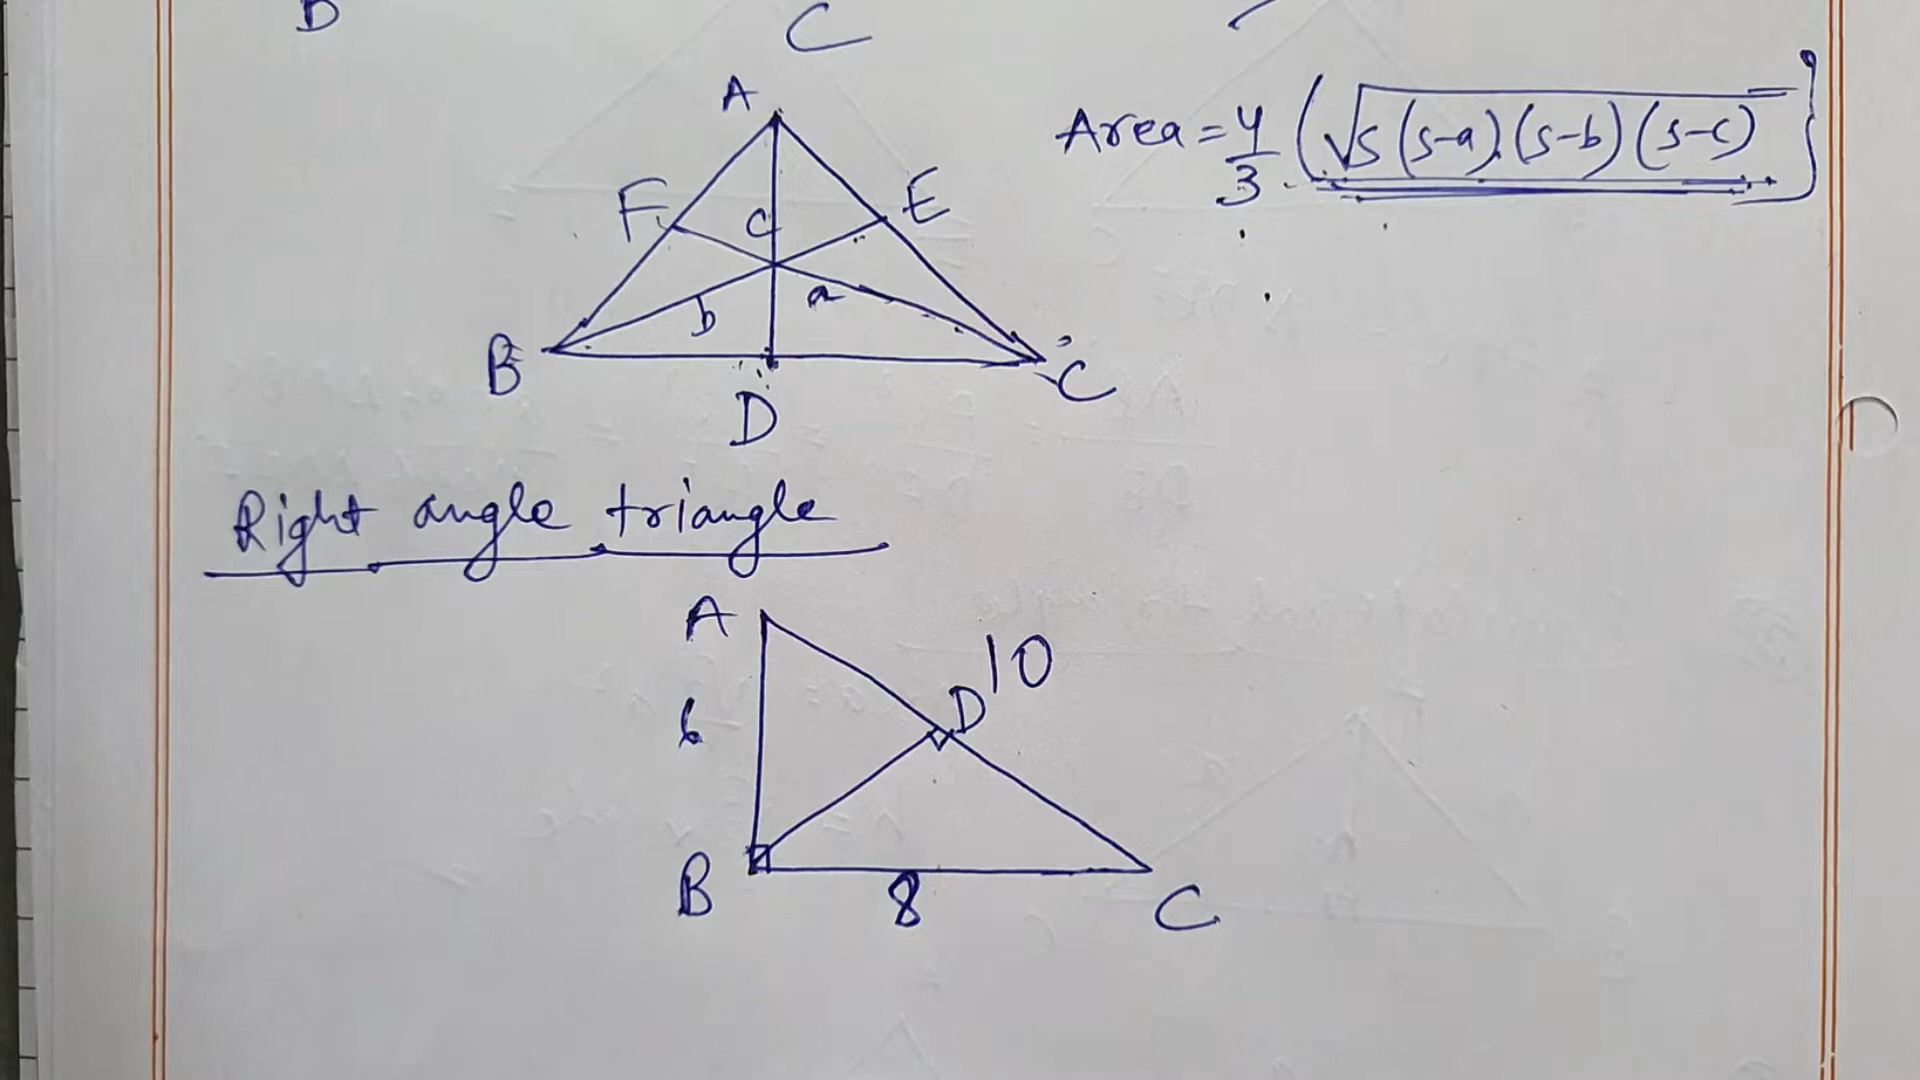 D
C
A
Area = 4/3 (√s(s-a).(s-b)(s-c)}
F
E
c
b
a
B
C
D
Right angle triangle
A
10
D
6
B
8
C